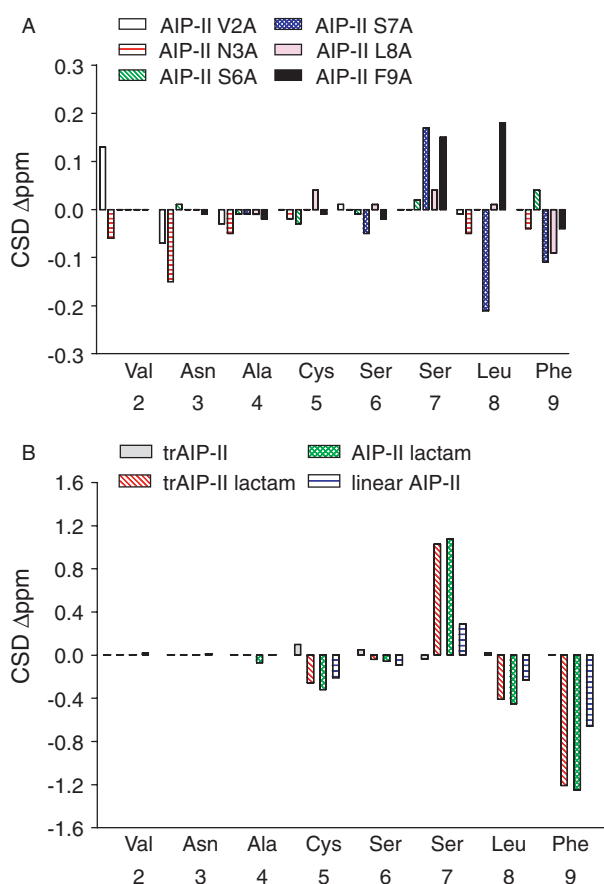 A
AIP-II V2A AIP-II S7A
AIP-II N3A AIP-II L8A
AIP-II S6A AIP-II F9A
CSD Δppm
0.3
0.2
0.1
0.0
-0.1
-0.2
-0.3
Val Asn Ala Cys Ser Ser Leu Phe
2 3 4 5 6 7 8 9
B
trAIP-II AIP-II lactam
trAIP-II lactam linear AIP-II
CSD Δppm
1.6
1.2
0.8
0.4
0.0
-0.4
-0.8
-1.2
-1.6
Val Asn Ala Cys Ser Ser Leu Phe
2 3 4 5 6 7 8 9